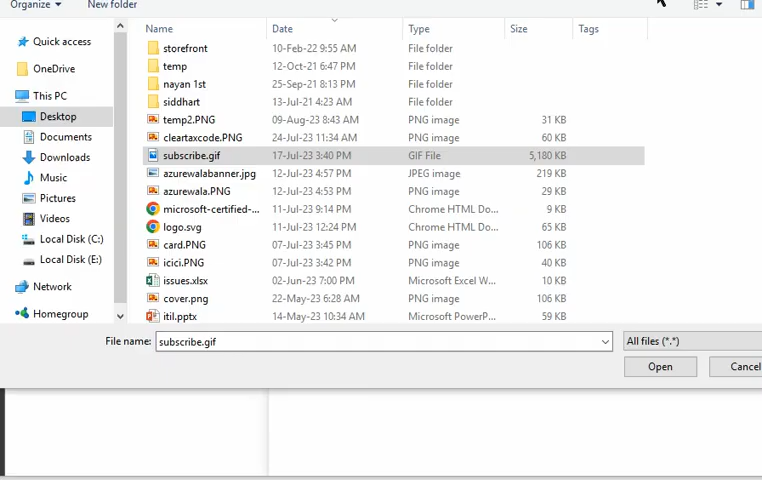 Organize New folder
Name Date Type Size Tags
Quick access
OneDrive
This PC
Desktop
Documents
Downloads
Music
Pictures
Videos
Local Disk (C:)
Local Disk (E:)
Network
Homegroup
storefront 10-Feb-22 9:55 AM File folder
temp 12-Oct-21 6:47 PM File folder
nayan 1st 25-Sep-21 8:13 PM File folder
siddhart 13-Jul-21 4:23 AM File folder
temp2.PNG 09-Aug-23 8:43 AM PNG image 31 KB
cleartaxcode.PNG 24-Jul-23 11:34 AM PNG image 60 KB
subscribe.gif 17-Jul-23 3:40 PM GIF File 5,180 KB
azurewalabanner.jpg 12-Jul-23 4:57 PM JPEG image 219 KB
azurewala.PNG 12-Jul-23 4:53 PM PNG image 29 KB
microsoft-certified-... 11-Jul-23 9:14 PM Chrome HTML Do... 9 KB
logo.svg 11-Jul-23 12:24 PM Chrome HTML Do... 65 KB
card.PNG 07-Jul-23 3:45 PM PNG image 106 KB
icici.PNG 07-Jul-23 3:42 PM PNG image 40 KB
issues.xlsx 02-Jun-23 7:00 PM Microsoft Excel W... 10 KB
cover.png 22-May-23 6:28 AM PNG image 106 KB
itil.pptx 14-May-23 10:34 AM Microsoft PowerP... 59 KB
File name: subscribe.gif All files (*.*)
Open Cancel